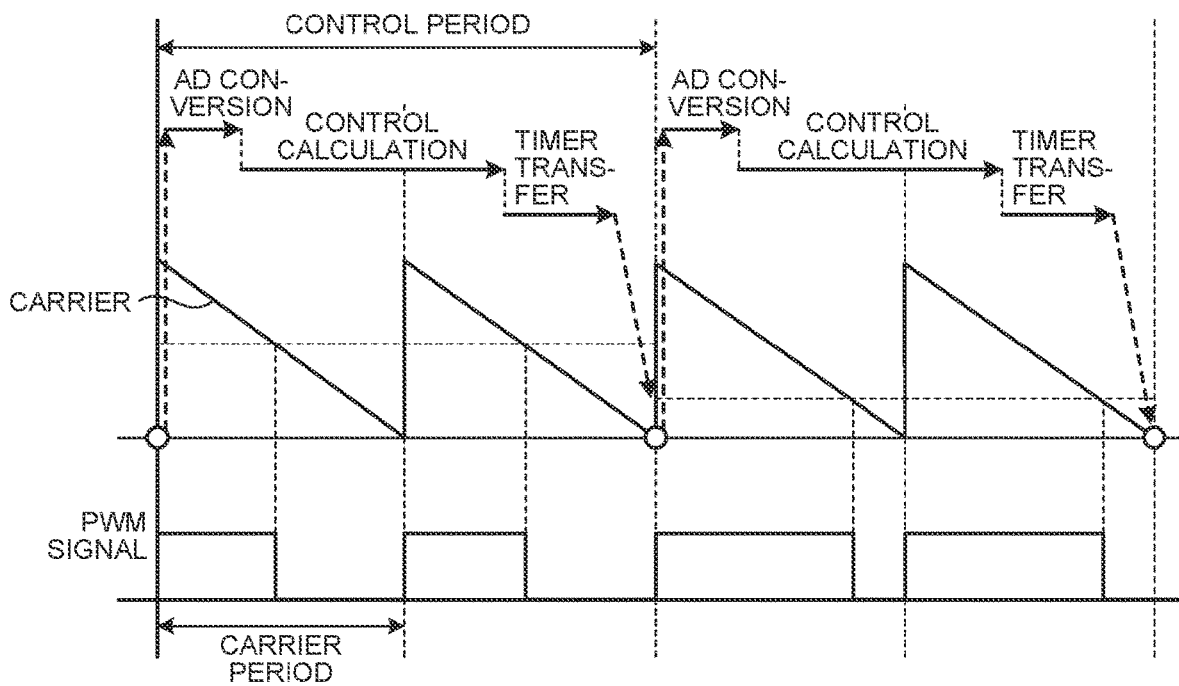 CONTROL PERIOD
AD CON-
VERSION
CONTROL
CALCULATION
TIMER
TRANS-
FER
AD CON-
VERSION
CONTROL
CALCULATION
TIMER
TRANS-
FER
CARRIER
PWM
SIGNAL
CARRIER
PERIOD